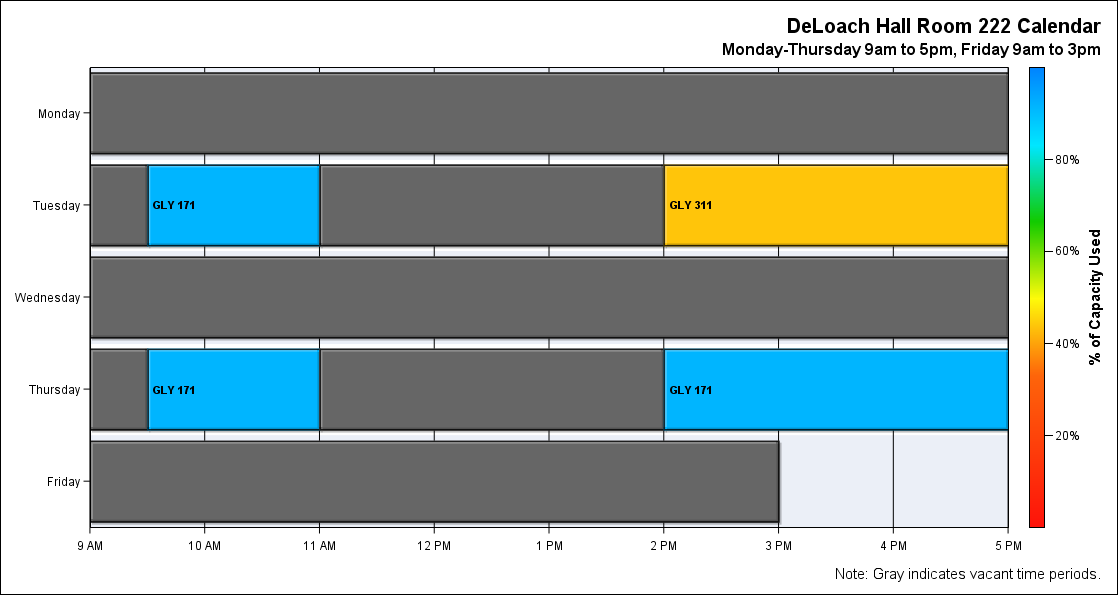 DeLoach Hall Room 222 Calendar
Monday-Thursday 9am to 5pm, Friday 9am to 3pm
Monday
Tuesday
GLY 171
GLY 311
Wednesday
Thursday
GLY 171
GLY 171
Friday
9 AM
10 AM
11 AM
12 PM
1 PM
2 PM
3 PM
4 PM
5 PM
80%
60%
40%
20%
% of Capacity Used
Note: Gray indicates vacant time periods.